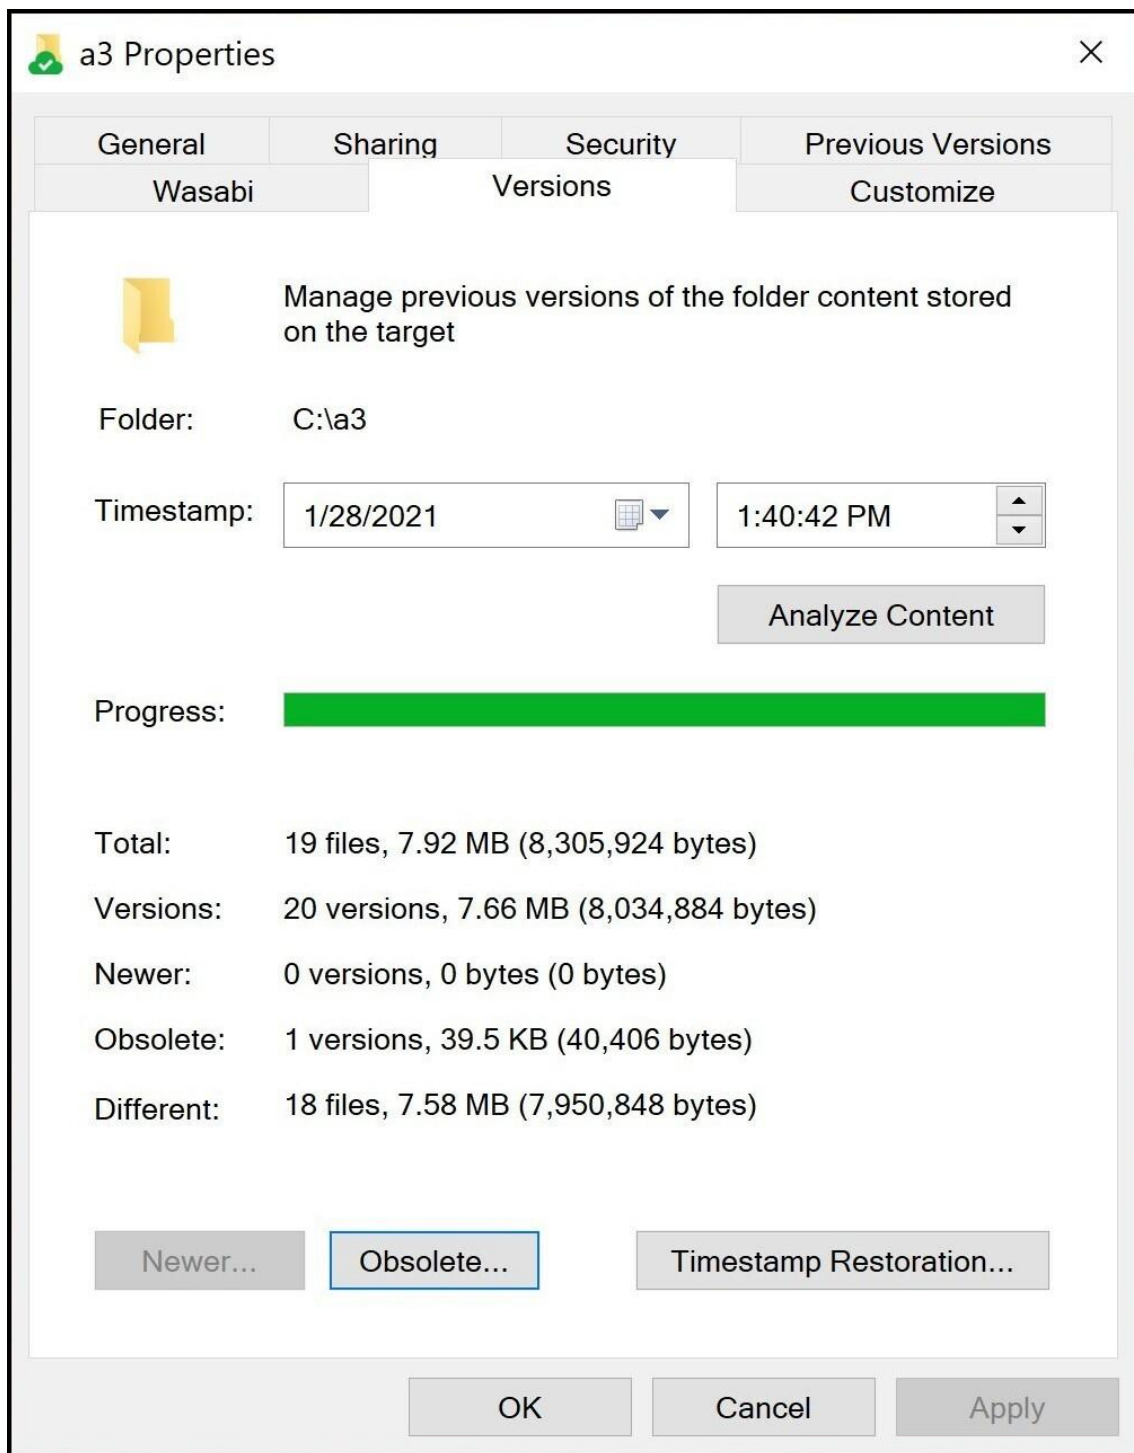 a3 Properties
General Sharing Security Previous Versions
Wasabi Versions Customize
Manage previous versions of the folder content stored
on the target
Folder: C:\a3
Timestamp: 1/28/2021 1:40:42 PM
Analyze Content
Progress:
Total: 19 files, 7.92 MB (8,305,924 bytes)
Versions: 20 versions, 7.66 MB (8,034,884 bytes)
Newer: 0 versions, 0 bytes (0 bytes)
Obsolete: 1 versions, 39.5 KB (40,406 bytes)
Different: 18 files, 7.58 MB (7,950,848 bytes)
Newer... Obsolete... Timestamp Restoration...
OK Cancel Apply